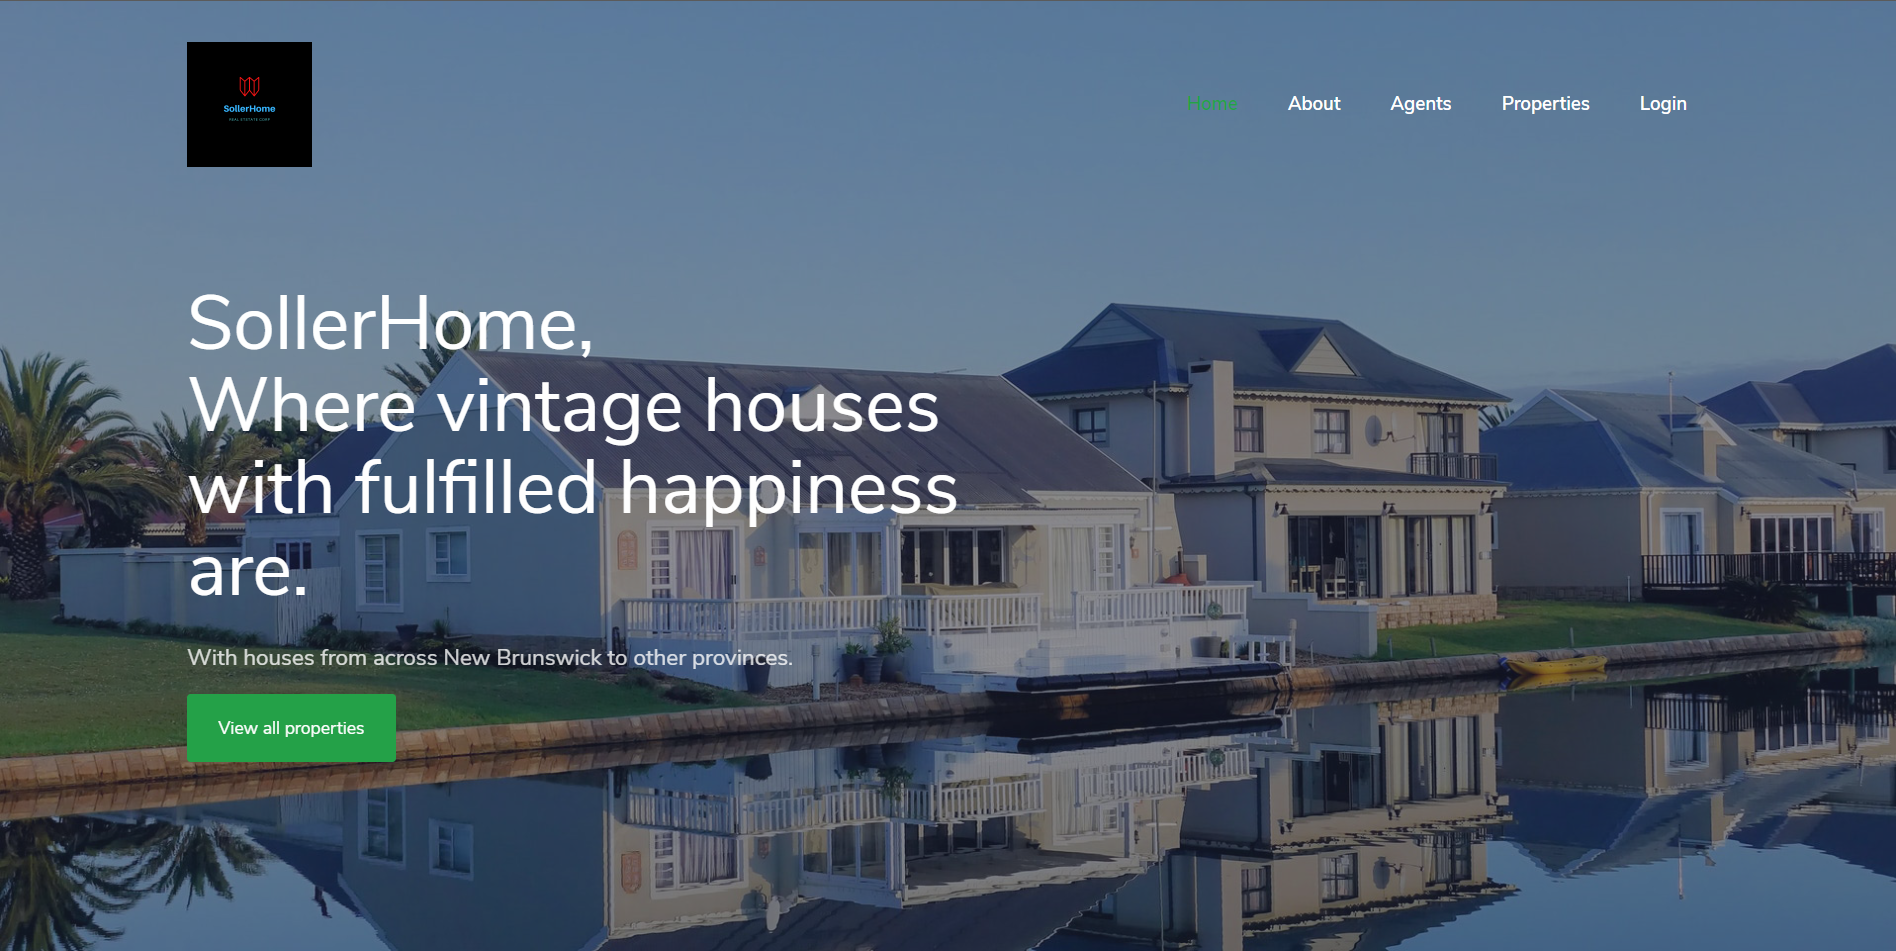 SollerHome
REAL ETSTATE CORP
Home About Agents Properties Login
SollerHome,
Where vintage houses
with fulfilled happiness
are.
With houses from across New Brunswick to other provinces.
View all properties